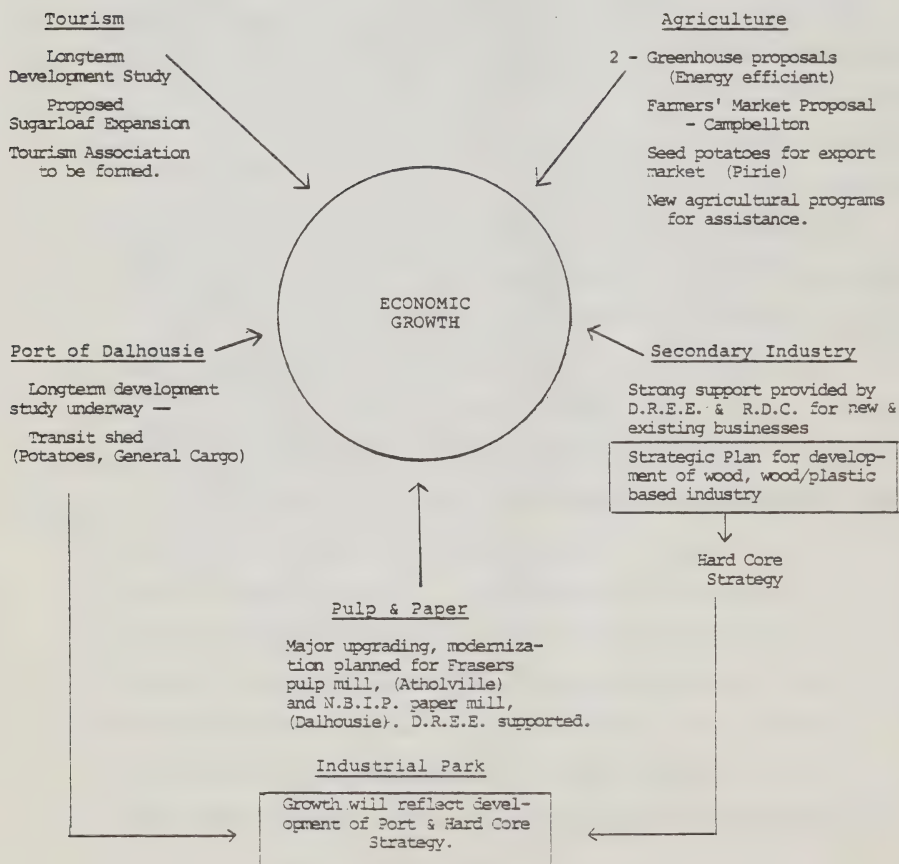 Tourism
Longterm
Development Study
Proposed
Sugarloaf Expansion
Tourism Association
to be formed.
Agriculture
2 - Greenhouse proposals
(Energy efficient)
Farmers' Market Proposal
- Campbellton
Seed potatoes for export
market (Pirie)
New agricultural programs
for assistance.
ECONOMIC
GROWTH
Port of Dalhousie
Longterm development
study underway —
Transit shed
(Potatoes, General Cargo)
Secondary Industry
Strong support provided by
D.R.E.E. & R.D.C. for new &
existing businesses
Strategic Plan for develop-
ment of wood, wood/plastic
based industry
Hard Core
Strategy
Pulp & Paper
Major upgrading, moderniza-
tion planned for Frasers
pulp mill, (Atholville)
and N.B.I.P. paper mill,
(Dalhousie). D.R.E.E. supported.
Industrial Park
Growth will reflect devel-
opment of Port & Hard Core
Strategy.